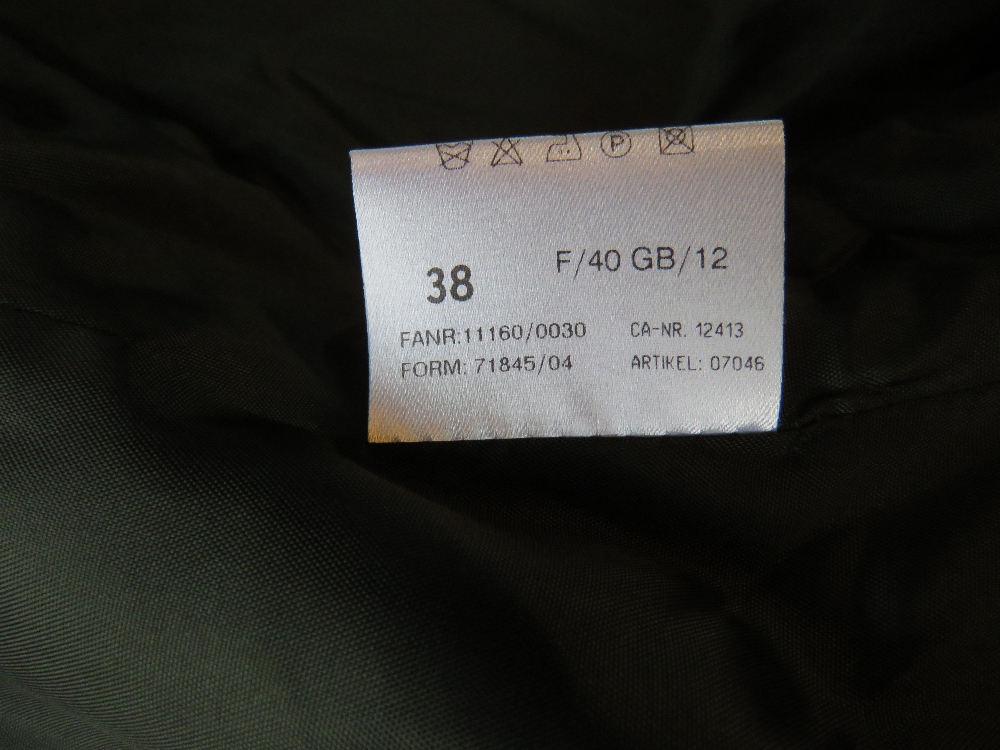 P
38 F/40 GB/12
FANR:11160/0030 CA-NR. 12413
FORM: 71845/04 ARTIKEL: 07046